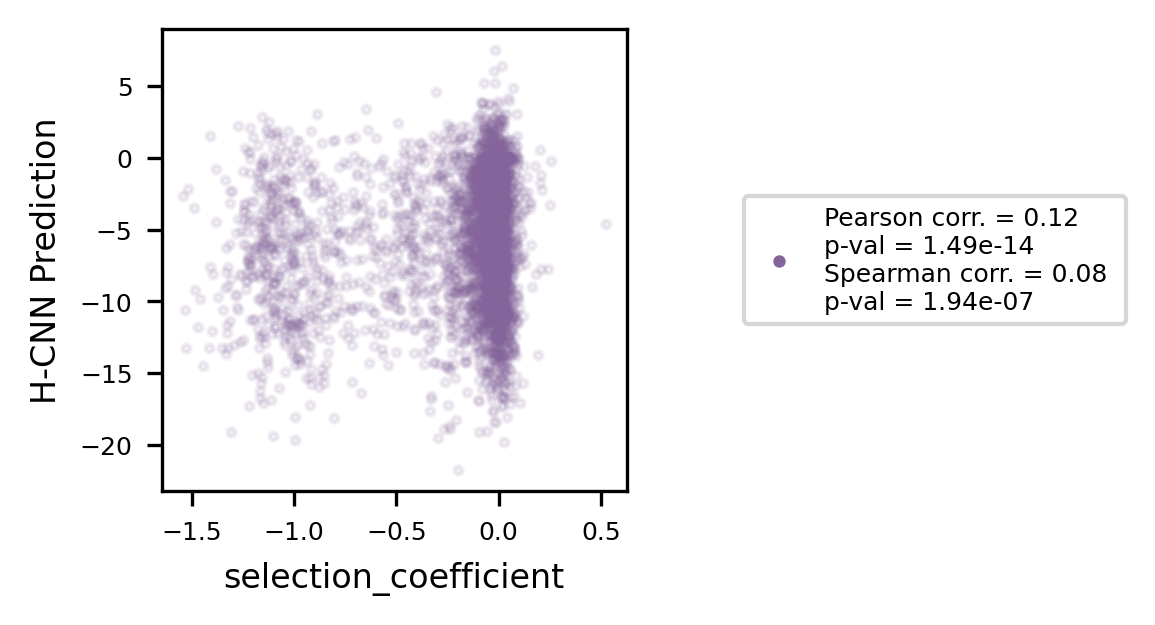 H-CNN Prediction
5
0
−5
−10
−15
−20
−1.5 −1.0 −0.5 0.0 0.5
selection_coefficient
Pearson corr. = 0.12
p-val = 1.49e-14
Spearman corr. = 0.08
p-val = 1.94e-07